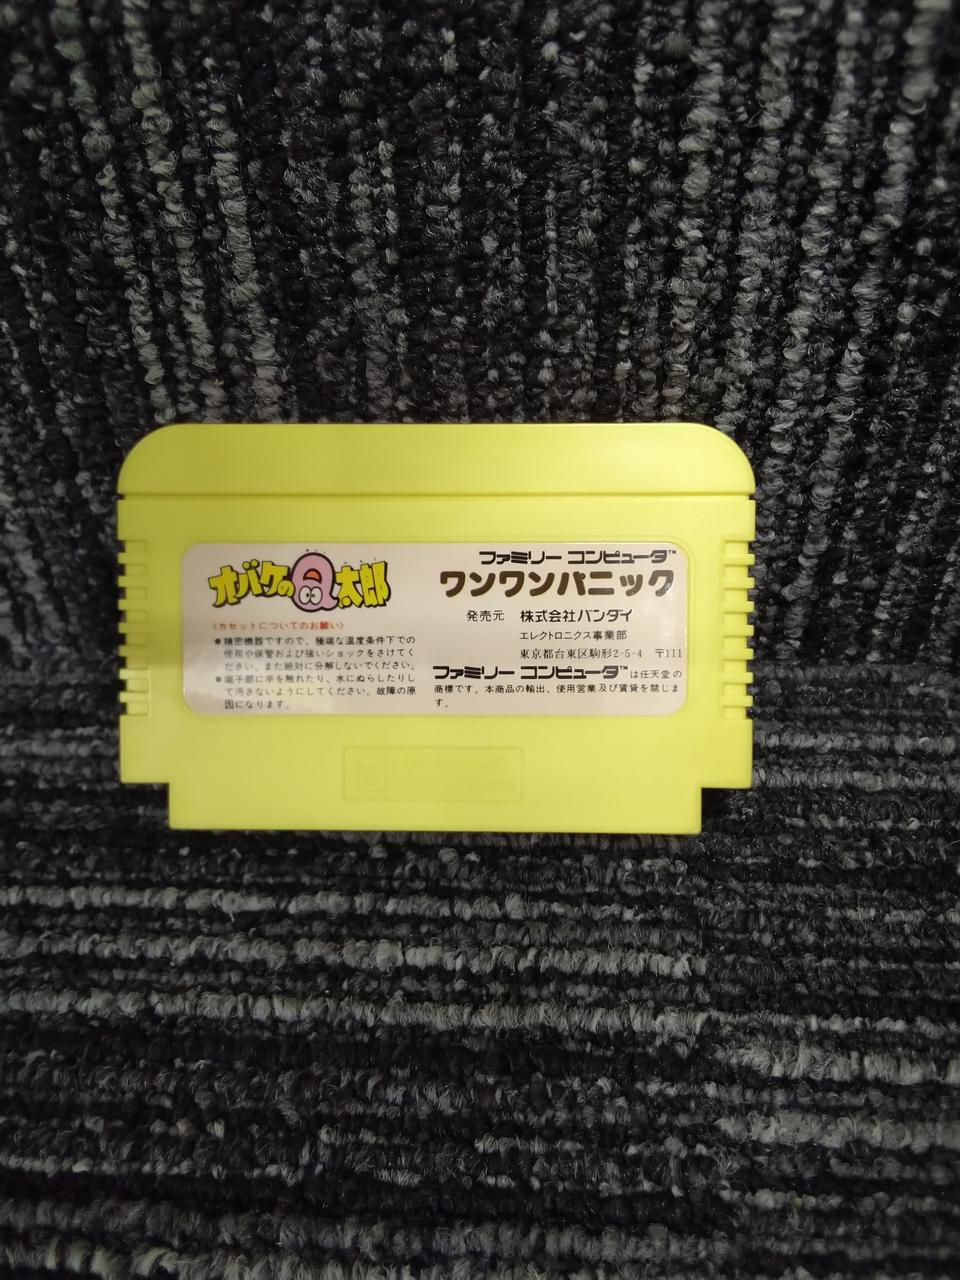 オバケのQ太郎
〈カセットについてのお願い〉
●精密機器ですので、極端な温度条件下での
使用や保管および強いショックをさけてく
ださい。また絶対に分解しないでください。
●端子部に手を触れたり、水にぬらしたりし
て汚さないようにしてください。故障の原
因になります。
ファミリー コンピュータ™
ワンワンパニック
発売元 株式会社バンダイ
エレクトロニクス事業部
東京都台東区駒形2-5-4 〒111
ファミリー コンピュータ™は任天堂の
商標です。本商品の輸出、使用営業及び賃貸を禁じま
す。